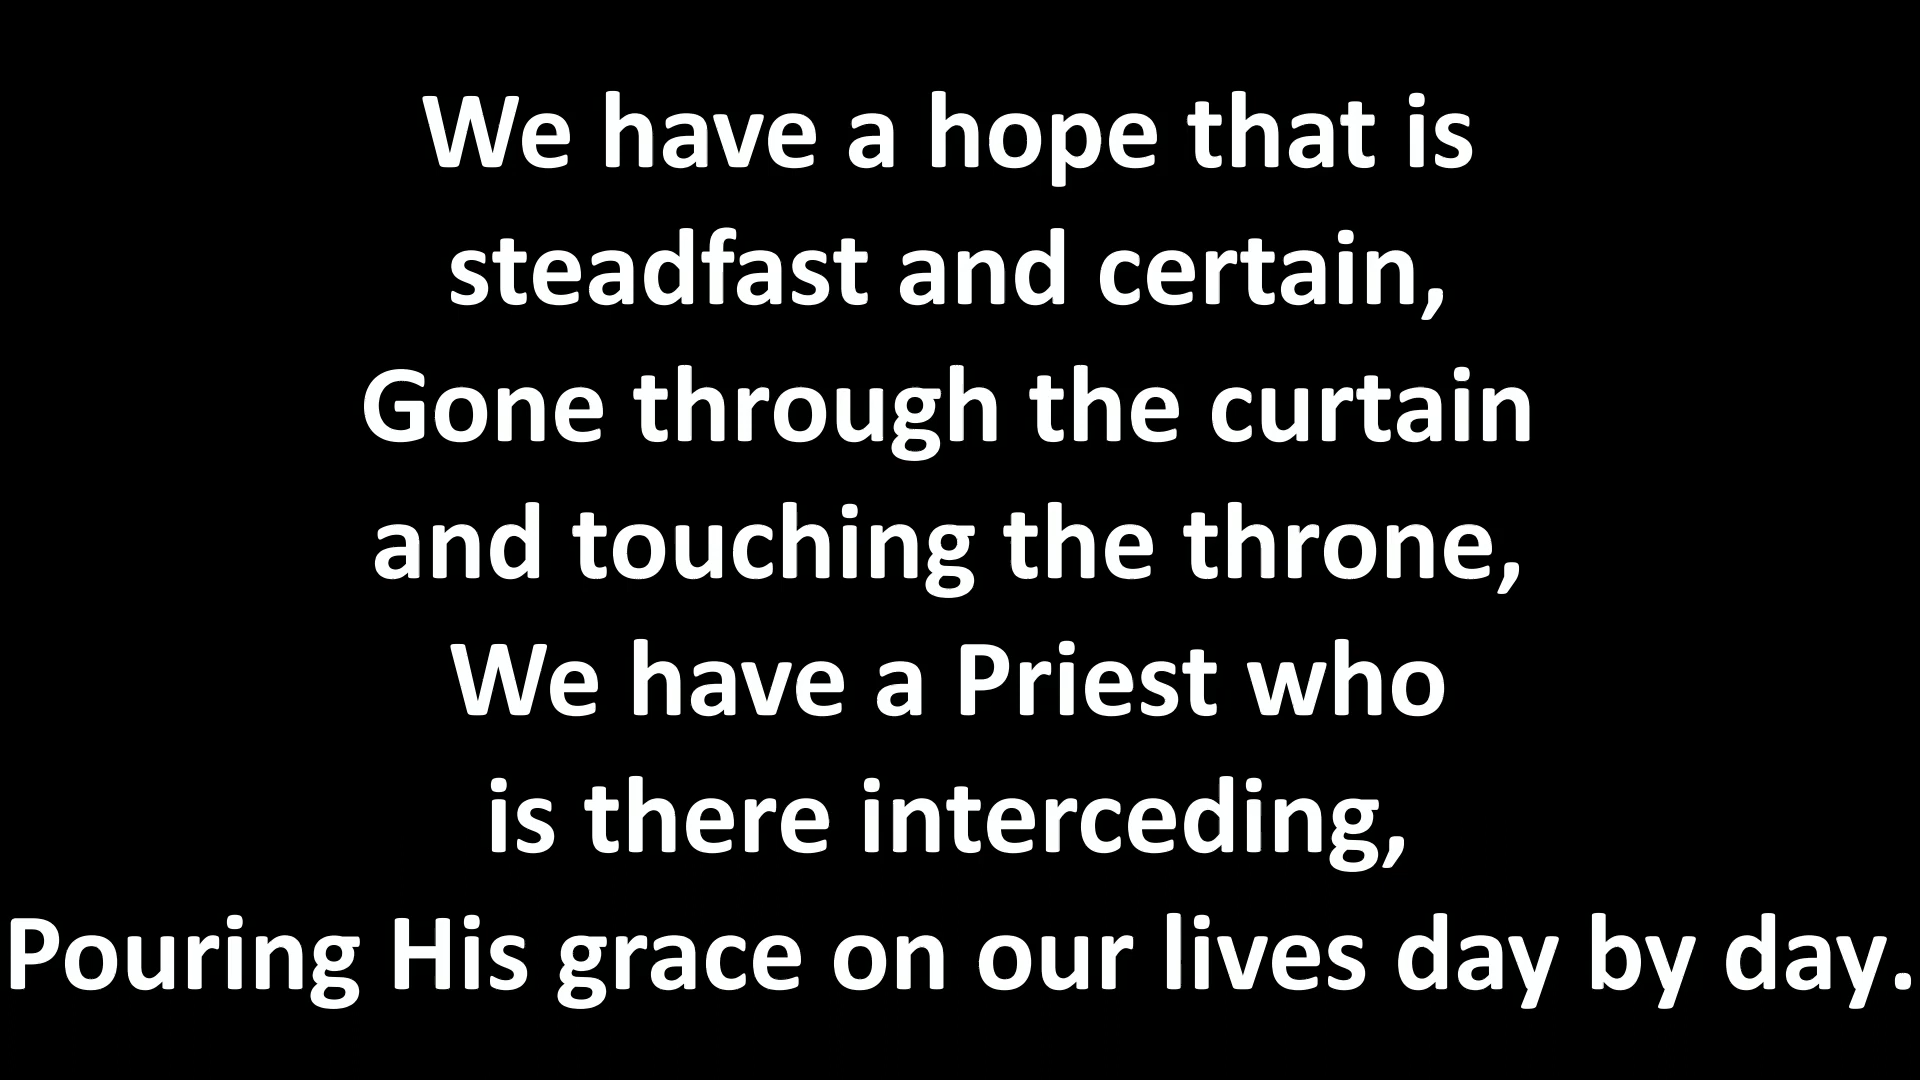 We have a hope that is
steadfast and certain,
Gone through the curtain
and touching the throne,
We have a Priest who
is there interceding,
Pouring His grace on our lives day by day.